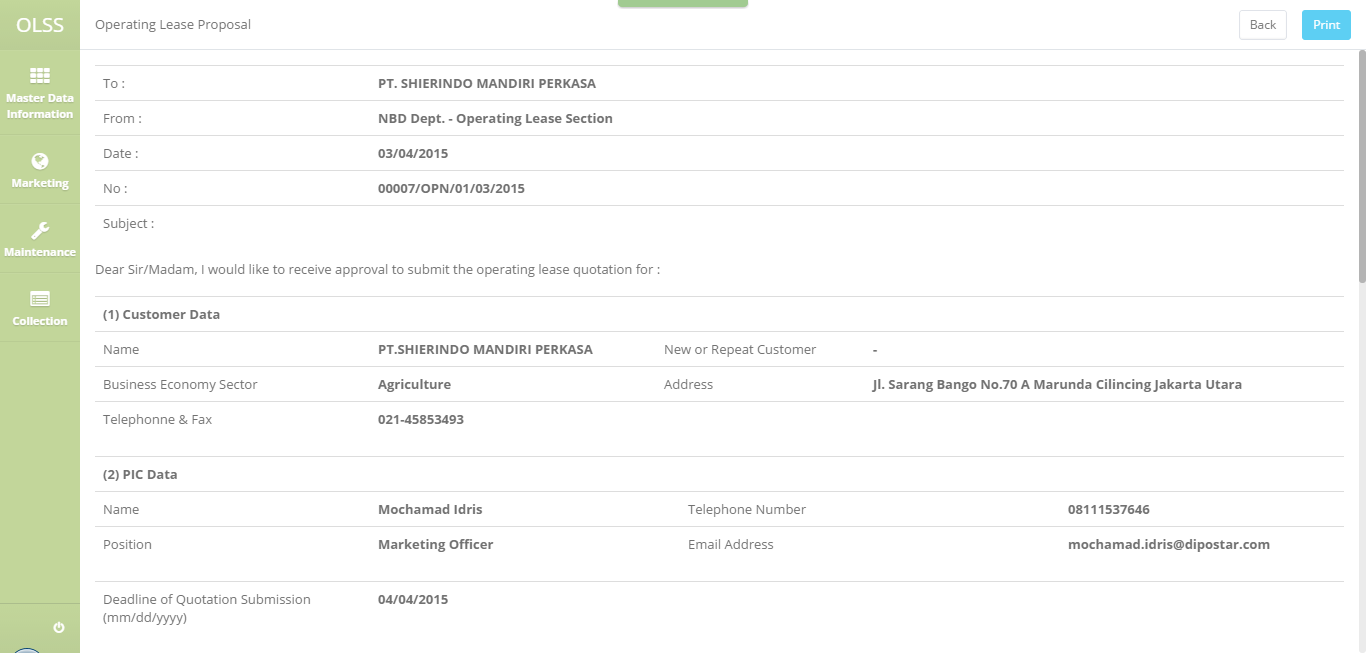 OLSS
Operating Lease Proposal
Back
Print
Master Data
Information
Marketing
Maintenance
Collection
To : PT. SHIERINDO MANDIRI PERKASA
From : NBD Dept. - Operating Lease Section
Date : 03/04/2015
No : 00007/OPN/01/03/2015
Subject :
Dear Sir/Madam, I would like to receive approval to submit the operating lease quotation for :
(1) Customer Data
Name PT.SHIERINDO MANDIRI PERKASA New or Repeat Customer -
Business Economy Sector Agriculture Address Jl. Sarang Bango No.70 A Marunda Cilincing Jakarta Utara
Telephonne & Fax 021-45853493
(2) PIC Data
Name Mochamad Idris Telephone Number 08111537646
Position Marketing Officer Email Address mochamad.idris@dipostar.com
Deadline of Quotation Submission 04/04/2015
(mm/dd/yyyy)